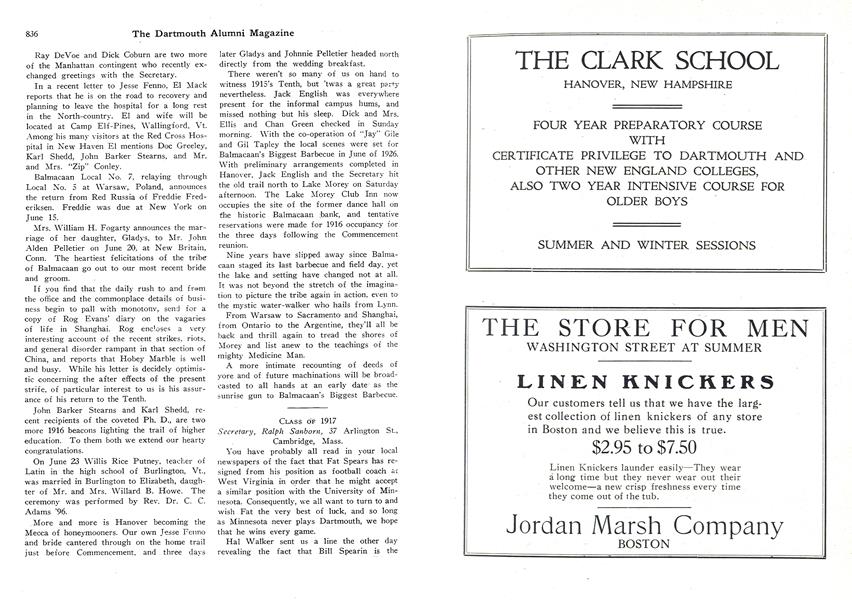 836
The Dartmouth Alumni Magazine
Ray DeVoe and Dick Coburn are two more
of the Manhattan contingent who recently ex-
changed greetings with the Secretary.
In a recent letter to Jesse Fenno, El Mack
reports that he is on the road to recovery and
planning to leave the hospital for a long rest
in the North-country. El and wife will be
located at Camp Elf-Pines, Wallingford, Vt.
Among his many visitors at the Red Cross Hos-
pital in New Haven El mentions Doc Greeley,
Karl Shedd, John Barker Stearns, and Mr.
and Mrs. "Zip" Conley.
Balmacaan Local No. 7, relaying through
Local No. 5 at Warsaw, Poland, announces
the return from Red Russia of Freddie Fred-
eriksen. Freddie was due at New York on
June 15.
Mrs. William H. Fogarty announces the mar-
riage of her daughter, Gladys, to Mr. John
Alden Pelletier on June 20, at New Britain,
Conn. The heartiest felicitations of the tribe
of Balmacaan go out to our most recent bride
and groom.
If you find that the daily rush to and from
the office and the commonplace details of busi-
ness begin to pall with monotony, send for a
copy of Rog Evans' diary on the vagaries
of life in Shanghai. Rog encloses a very
interesting account of the recent strikes, riots,
and general disorder rampant in that section of
China, and reports that Hobey Marble is well
and busy. While his letter is decidely optimis-
tic concerning the after effects of the present
strife, of particular interest to us is his assur-
ance of his return to the Tenth.
John Barker Stearns and Karl Shedd, re-
cent recipients of the coveted Ph. D., are two
more 1916 beacons lighting the trail of higher
education. To them both we extend our hearty
congratulations.
On June 23 Willis Rice Putney, teacher of
Latin in the high school of Burlington, Vt.,
was married in Burlington to Elizabeth, daugh-
ter of Mr. and Mrs. Willard B. Howe. The
ceremony was performed by Rev. Dr. C. C.
Adams '96.
More and more is Hanover becoming the
Mecca of honeymooners. Our own Jesse Fenno
and bride cantered through on the home trail
just before Commencement, and three days
later Gladys and Johnnie Pelletier headed north
directly from the wedding breakfast.
There weren't so many of us on hand to
witness 1915's Tenth, but 'twas a great party
nevertheless. Jack English was everywhere
present for the informal campus hums, and
missed nothing but his sleep. Dick and Mrs.
Ellis and Chan Green checked in Sunday
morning. With the co-operation of "Jay" Gile
and Gil Tapley the local scenes were set for
Balmacaan's Biggest Barbecue in June of 1926.
With preliminary arrangements completed in
Hanover, Jack English and the Secretary hit
the old trail north to Lake Morey on Saturday
afternoon. The Lake Morey Club Inn now
occupies the site of the former dance hall on
the historic Balmacaan bank, and tentative
reservations were made for 1916 occupancy for
the three days following the Commencement
reunion.
Nine years have slipped away since Balma-
caan staged its last barbecue and field day, yet
the lake and setting have changed not at all.
It was not beyond the stretch of the imagina-
tion to picture the tribe again in action, even to
the mystic water-walker who hails from Lynn.
From Warsaw to Sacramento and Shanghai,
from Ontario to the Argentine, they'll all be
back and thrill again to tread the shores of
Morey and list anew to the teachings of the
mighty Medicine Man.
A more intimate recounting of deeds of
yore and of future machinations will be broad-
casted to all hands at an early date as the
sunrise gun to Balmacaan's Biggest Barbecue.
CLASS OF 1917
Secretary, Ralph Sanborn, 37 Arlington St.,
Cambridge, Mass.
You have probably all read in your local
newspapers of the fact that Fat Spears has re-
signed from his position as football coach at
West Virginia in order that he might accept
a similar position with the University of Min-
nesota. Consequently, we all want to turn to and
wish Fat the very best of luck, and so long
as Minnesota never plays Dartmouth, we hope
that he wins every game.
Hal Walker sent us a line the other day
revealing the fact that Bill Spearin is the
THE CLARK SCHOOL
HANOVER, NEW HAMPSHIRE
FOUR YEAR PREPARATORY COURSE
WITH
CERTIFICATE PRIVILEGE TO DARTMOUTH AND
OTHER NEW ENGLAND COLLEGES,
ALSO TWO YEAR INTENSIVE COURSE FOR
OLDER BOYS
SUMMER AND WINTER SESSIONS
THE STORE FOR MEN
WASHINGTON STREET AT SUMMER
LINEN KNICKERS
Our customers tell us that we have the larg-
est collection of linen knickers of any store
in Boston and we believe this is true.
$2.95 to $7.50
Linen Knickers launder easily—They wear
a long time but they never wear out their
welcome—a new crisp freshness every time
they come out of the tub.
Jordan Marsh Company
BOSTON